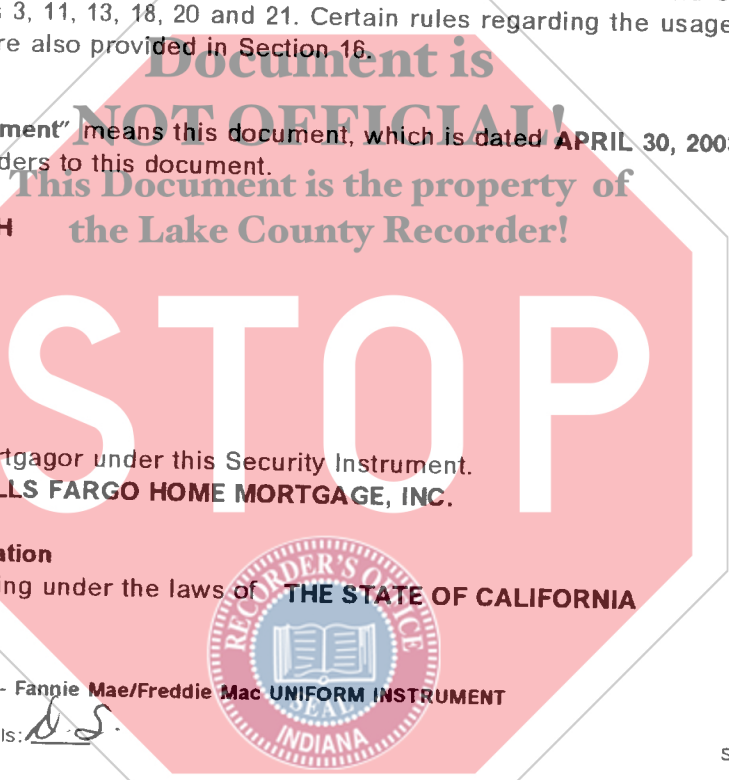 s 3, 11, 13, 18, 20 and 21. Certain rules regarding the usage
re also provided in Section 16.
Document is
NOT OFFICIAL!
ment” means this document, which is dated APRIL 30, 200
ders to this document.
This Document is the property of
H
the Lake County Recorder!
STOP
rtgagor under this Security Instrument.
LLS FARGO HOME MORTGAGE, INC.
ation
ing under the laws of THE STATE OF CALIFORNIA
RECORDER'S OFFICE
SEAL
INDIANA
- Fannie Mae/Freddie Mac UNIFORM INSTRUMENT
ls: D.S.
S